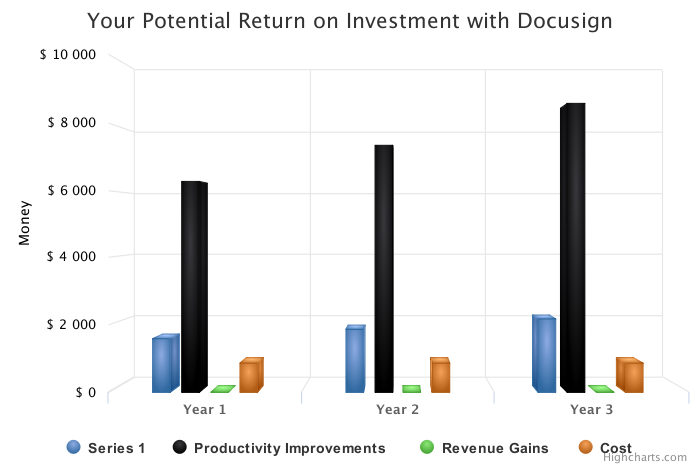 Your Potential Return on Investment with Docusign
$ 10 000
$ 8 000
$ 6 000
$ 4 000
$ 2 000
$ 0
Money
Year 1 Year 2 Year 3
Series 1 Productivity Improvements Revenue Gains Cost
Highcharts.com